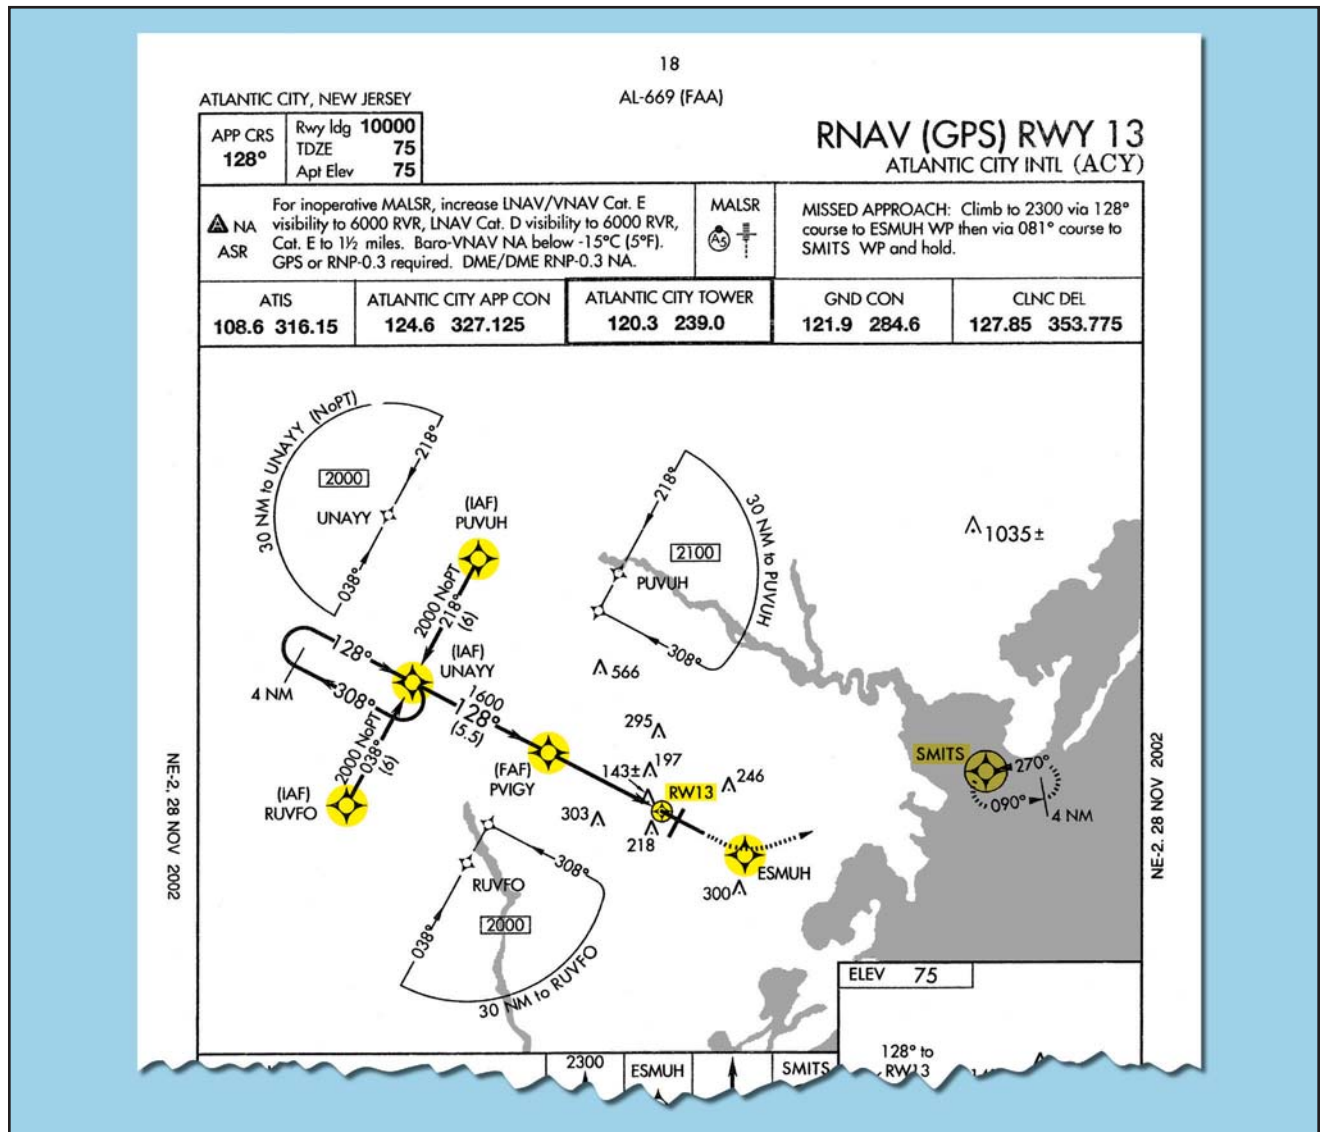 18
ATLANTIC CITY, NEW JERSEY
AL-669 (FAA)
APP CRS
128°
Rwy ldg 10000
TDZE 75
Apt Elev 75
RNAV (GPS) RWY 13
ATLANTIC CITY INTL (ACY)
A NA
ASR
For inoperative MALSR, increase LNAV/VNAV Cat. E
visibility to 6000 RVR, LNAV Cat. D visibility to 6000 RVR,
Cat. E to 1½ miles. Baro-VNAV NA below -15°C (5°F).
GPS or RNP-0.3 required. DME/DME RNP-0.3 NA.
MALSR
A5
MISSED APPROACH: Climb to 2300 via 128°
course to ESMUH WP then via 081° course to
SMITS WP and hold.
ATIS
108.6 316.15
ATLANTIC CITY APP CON
124.6 327.125
ATLANTIC CITY TOWER
120.3 239.0
GND CON
121.9 284.6
CLNC DEL
127.85 353.775
30 NM to UNAYY (NoPT)
218°
2000
UNAYY
038°
(IAF)
PUVUH
2000 NoPT
218°
(6)
218°
30 NM to PUVUH
2100
PUVUH
308°
1035±
128°
(IAF)
UNAYY
4 NM
308°
1600
128°
(5.5)
2000 NoPT
038°
(6)
(IAF)
RUVFO
(FAF)
PVIGY
566
295
197
143±
246
RW13
303
218
ESMUH
300
SMITS
270°
090°
4 NM
308°
RUVFO
2000
038°
30 NM to RUVFO
NE-2, 28 NOV 2002
NE-2, 28 NOV 2002
ELEV 75
128° to
RW13
2300
ESMUH
SMITS